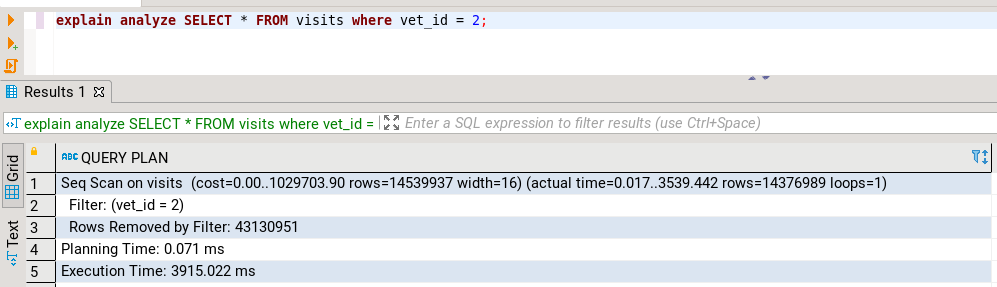 explain analyze SELECT * FROM visits where vet_id = 2;
Results 1
explain analyze SELECT * FROM visits where vet_id =
Enter a SQL expression to filter results (use Ctrl+Space)
Grid
Text
ABC QUERY PLAN
1 Seq Scan on visits (cost=0.00..1029703.90 rows=14539937 width=16) (actual time=0.017..3539.442 rows=14376989 loops=1)
2 Filter: (vet_id = 2)
3 Rows Removed by Filter: 43130951
4 Planning Time: 0.071 ms
5 Execution Time: 3915.022 ms